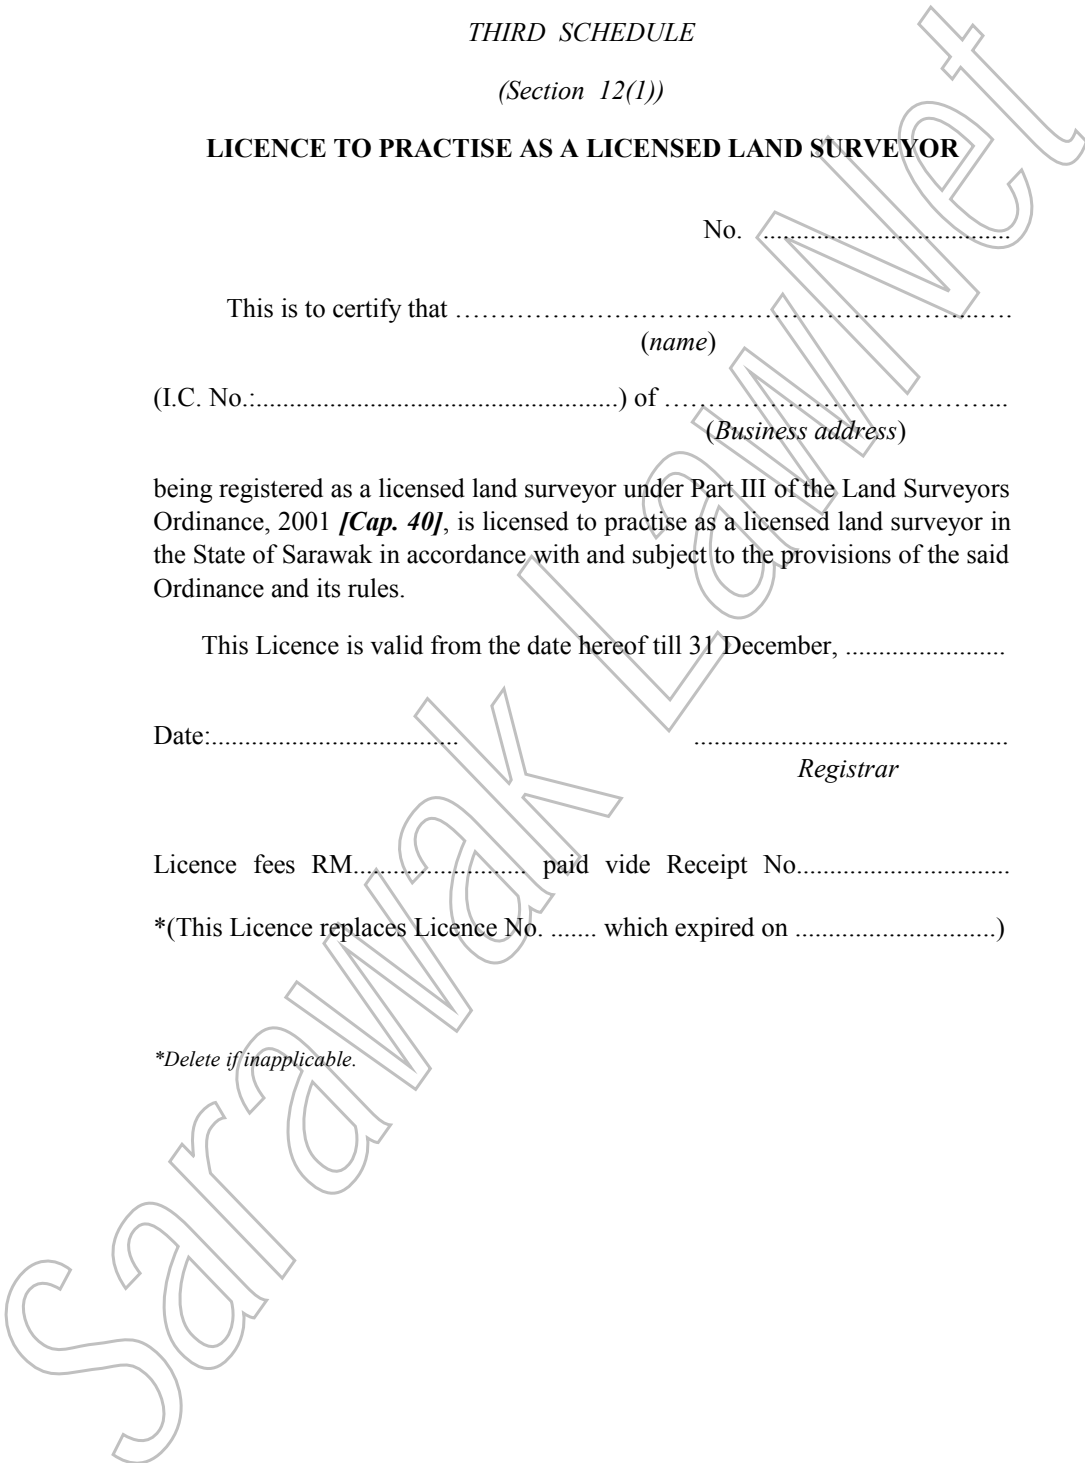 THIRD SCHEDULE
(Section 12(1))
LICENCE TO PRACTISE AS A LICENSED LAND SURVEYOR
No. .....................................
This is to certify that …………………………………………………..….
(name)
(I.C. No.:......................................................) of ………………………………...
(Business address)
being registered as a licensed land surveyor under Part III of the Land Surveyors
Ordinance, 2001 [Cap. 40], is licensed to practise as a licensed land surveyor in
the State of Sarawak in accordance with and subject to the provisions of the said
Ordinance and its rules.
This Licence is valid from the date hereof till 31 December, ........................
Date:..................................... ...............................................
Registrar
Licence fees RM.......................... paid vide Receipt No................................
*(This Licence replaces Licence No. ....... which expired on ..............................)
*Delete if inapplicable.
Sarawak LawNet